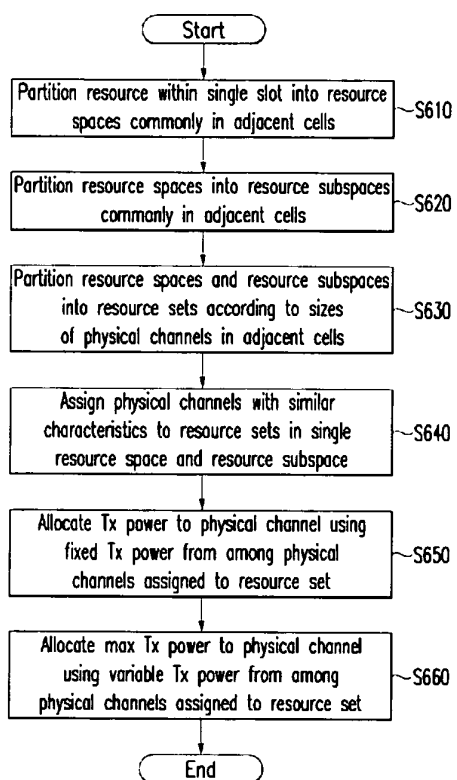 Start
Partition resource within single slot into resource
spaces commonly in adjacent cells
S610
Partition resource spaces into resource subspaces
commonly in adjacent cells
S620
Partition resource spaces and resource subspaces
into resource sets according to sizes
of physical channels in adjacent cells
S630
Assign physical channels with similar
characteristics to resource sets in single
resource space and resource subspace
S640
Allocate Tx power to physical channel using
fixed Tx power from among physical
channels assigned to resource set
S650
Allocate max Tx power to physical channel
using variable Tx power from among
physical channels assigned to resource set
S660
End